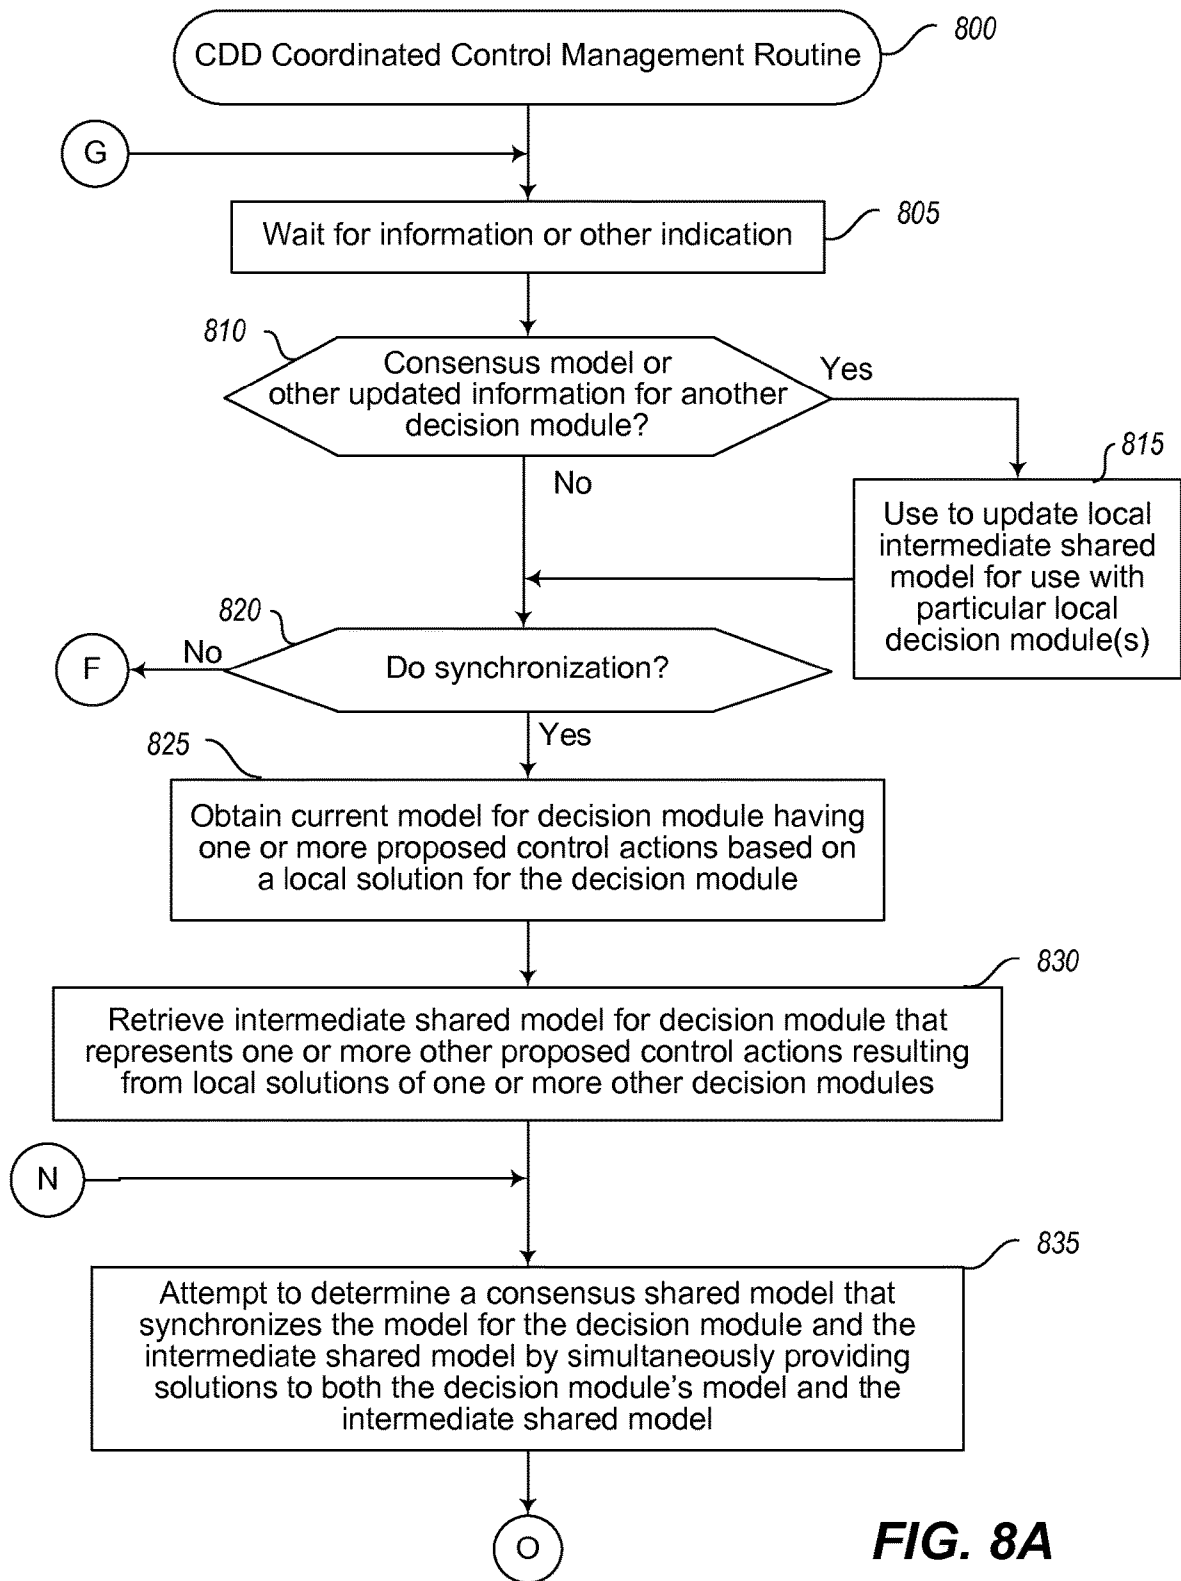 CDD Coordinated Control Management Routine
800
G
805
Wait for information or other indication
810
Consensus model or
other updated information for another
decision module?
Yes
No
815
Use to update local
intermediate shared
model for use with
particular local
decision module(s)
820
F
No
Do synchronization?
Yes
825
Obtain current model for decision module having
one or more proposed control actions based on
a local solution for the decision module
830
Retrieve intermediate shared model for decision module that
represents one or more other proposed control actions resulting
from local solutions of one or more other decision modules
N
835
Attempt to determine a consensus shared model that
synchronizes the model for the decision module and the
intermediate shared model by simultaneously providing
solutions to both the decision module’s model and the
intermediate shared model
O
FIG. 8A